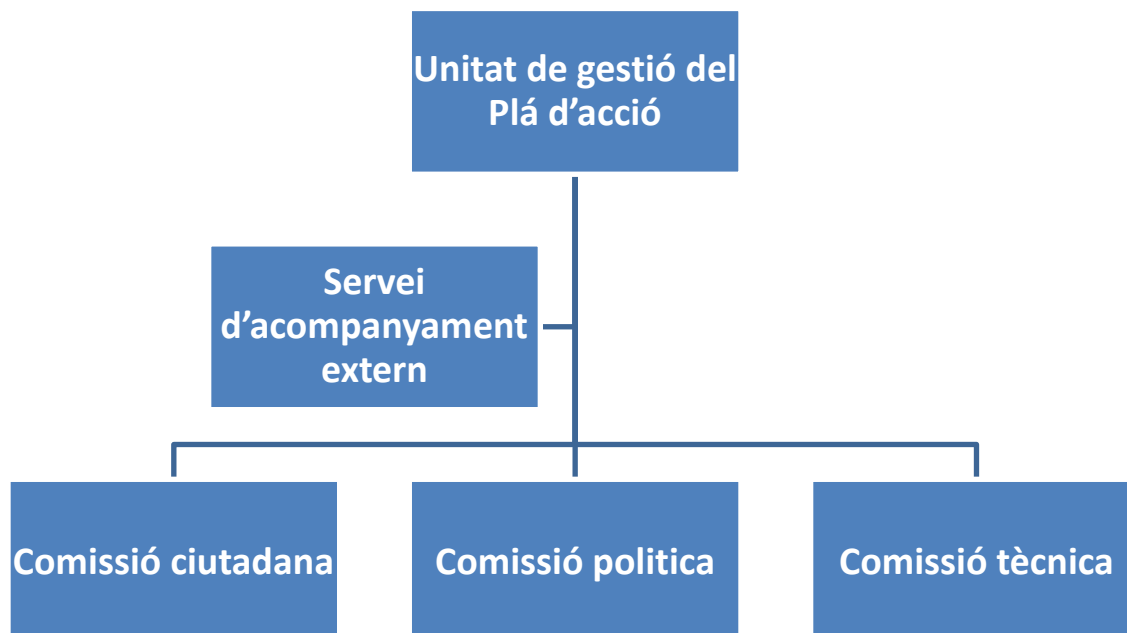 Unitat de gestió del
Plá d’acció
Servei
d’acompanyament
extern
Comissió ciutadana
Comissió politica
Comissió tècnica